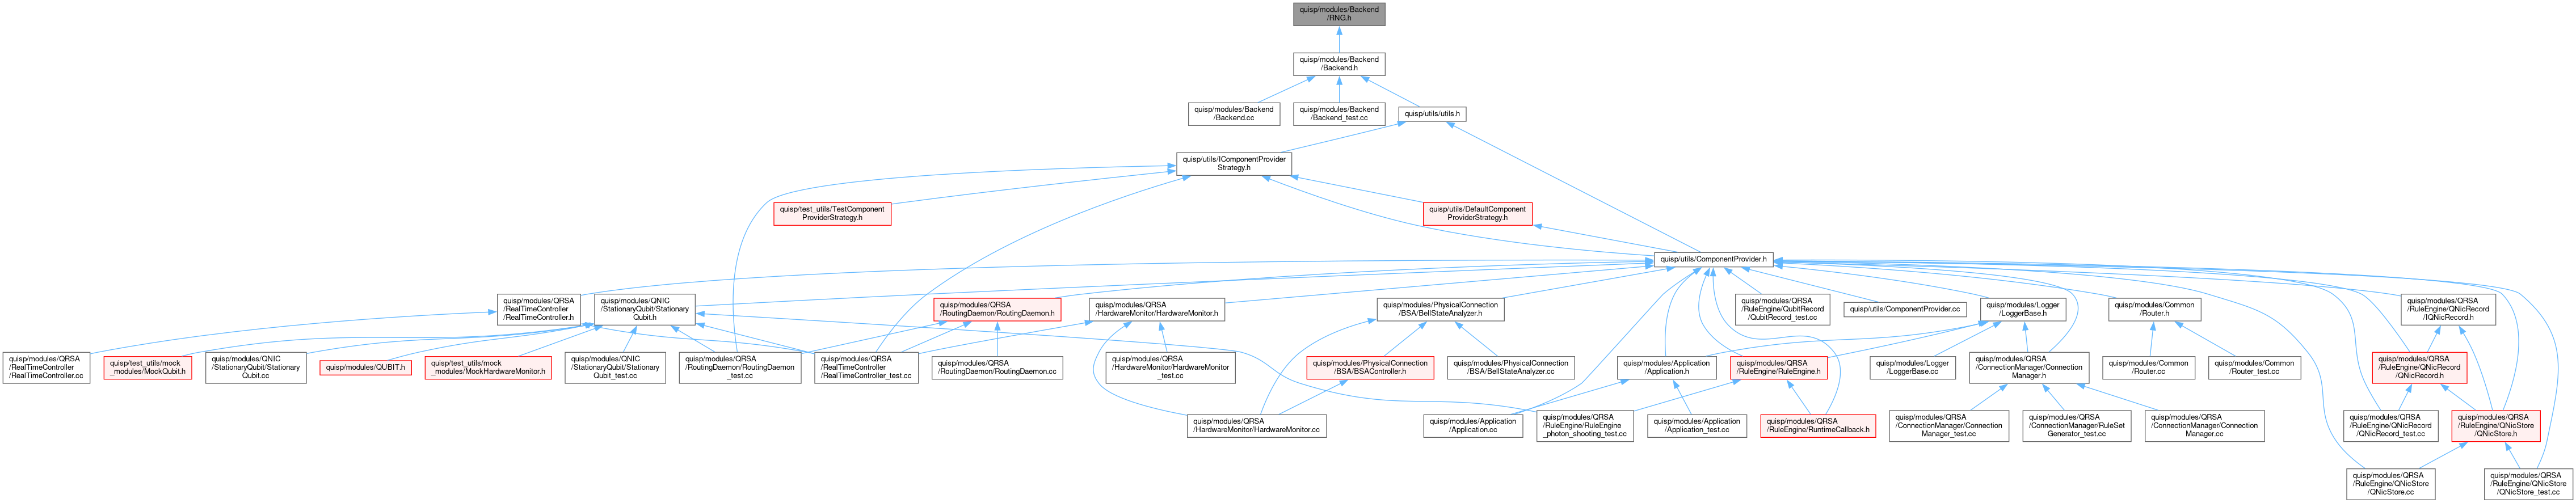 quisp/modules/Backend
/RNG.h
quisp/modules/Backend
/Backend.h
quisp/modules/Backend
/Backend.cc
quisp/modules/Backend
/Backend_test.cc
quisp/utils/utils.h
quisp/utils/IComponentProvider
Strategy.h
quisp/test_utils/TestComponent
ProviderStrategy.h
quisp/utils/DefaultComponent
ProviderStrategy.h
quisp/utils/ComponentProvider.h
quisp/modules/QRSA
/RealTimeController
/RealTimeController.h
quisp/modules/QNIC
/StationaryQubit/Stationary
Qubit.h
quisp/modules/QRSA
/RoutingDaemon/RoutingDaemon.h
quisp/modules/QRSA
/HardwareMonitor/HardwareMonitor.h
quisp/modules/PhysicalConnection
/BSA/BellStateAnalyzer.h
quisp/modules/QRSA
/RuleEngine/QubitRecord
/QubitRecord_test.cc
quisp/utils/ComponentProvider.cc
quisp/modules/Logger
/LoggerBase.h
quisp/modules/Common
/Router.h
quisp/modules/QRSA
/RuleEngine/QNicRecord
/IQNicRecord.h
quisp/modules/QRSA
/RealTimeController
/RealTimeController.cc
quisp/test_utils/mock
_modules/MockQubit.h
quisp/modules/QNIC
/StationaryQubit/Stationary
Qubit.cc
quisp/modules/QUBIT.h
quisp/test_utils/mock
_modules/MockHardwareMonitor.h
quisp/modules/QNIC
/StationaryQubit/Stationary
Qubit_test.cc
quisp/modules/QRSA
/RoutingDaemon/RoutingDaemon
_test.cc
quisp/modules/QRSA
/RealTimeController
/RealTimeController_test.cc
quisp/modules/QRSA
/RoutingDaemon/RoutingDaemon.cc
quisp/modules/QRSA
/HardwareMonitor/HardwareMonitor
_test.cc
quisp/modules/PhysicalConnection
/BSA/BSAController.h
quisp/modules/PhysicalConnection
/BSA/BellStateAnalyzer.cc
quisp/modules/Application
/Application.h
quisp/modules/QRSA
/RuleEngine/RuleEngine.h
quisp/modules/Logger
/LoggerBase.cc
quisp/modules/QRSA
/ConnectionManager/Connection
Manager.h
quisp/modules/Common
/Router.cc
quisp/modules/Common
/Router_test.cc
quisp/modules/QRSA
/RuleEngine/QNicRecord
/QNicRecord.h
quisp/modules/QRSA
/HardwareMonitor/HardwareMonitor.cc
quisp/modules/Application
/Application.cc
quisp/modules/QRSA
/RuleEngine/RuleEngine
_photon_shooting_test.cc
quisp/modules/Application
/Application_test.cc
quisp/modules/QRSA
/RuleEngine/RuntimeCallback.h
quisp/modules/QRSA
/ConnectionManager/Connection
Manager_test.cc
quisp/modules/QRSA
/ConnectionManager/RuleSet
Generator_test.cc
quisp/modules/QRSA
/ConnectionManager/Connection
Manager.cc
quisp/modules/QRSA
/RuleEngine/QNicRecord
/QNicRecord_test.cc
quisp/modules/QRSA
/RuleEngine/QNicStore
/QNicStore.h
quisp/modules/QRSA
/RuleEngine/QNicStore
/QNicStore.cc
quisp/modules/QRSA
/RuleEngine/QNicStore
/QNicStore_test.cc